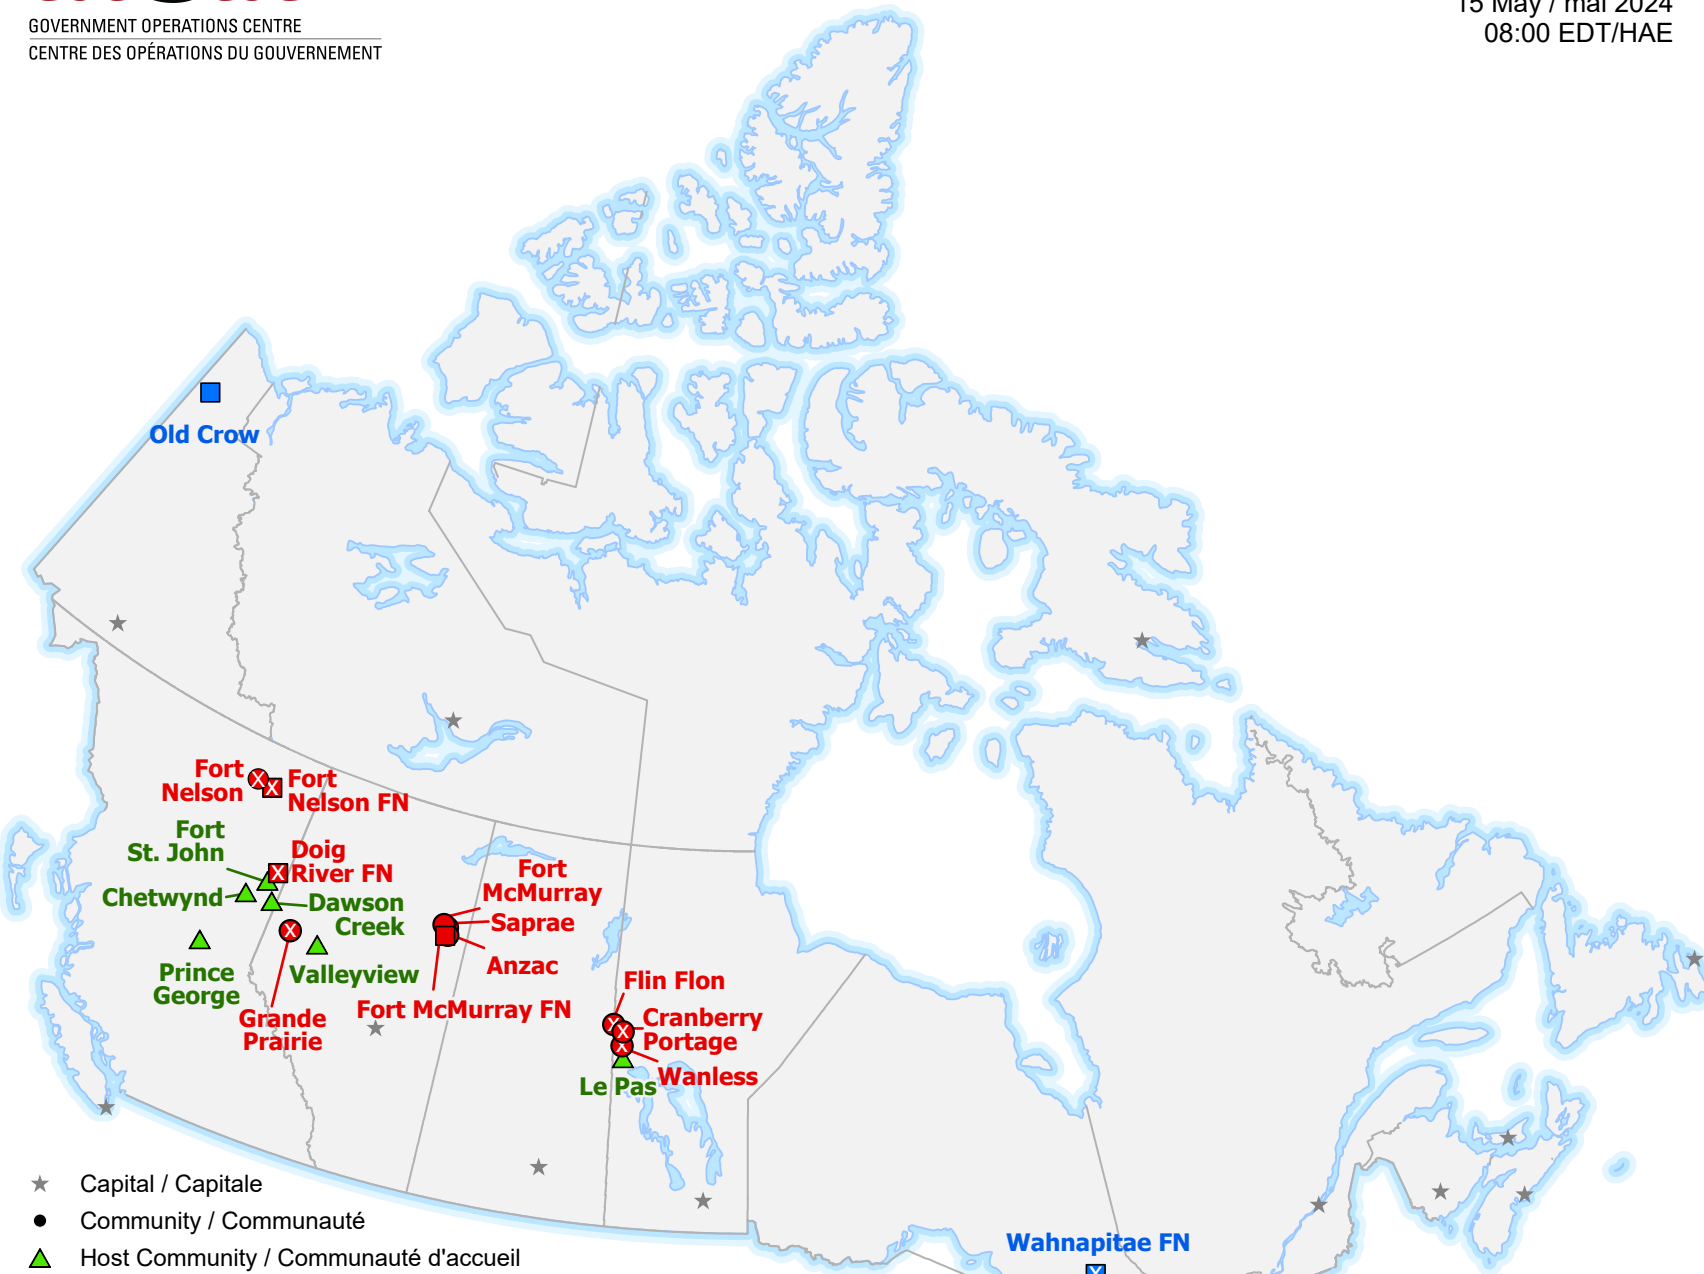 GOVERNMENT OPERATIONS CENTRE
CENTRE DES OPÉRATIONS DU GOUVERNEMENT
15 May / mai 2024
08:00 EDT/HAE
Old Crow
Fort
Nelson
Fort
Nelson FN
Fort
St. John
Doig
River FN
Chetwynd
Dawson
Creek
Prince
George
Valleyview
Grande
Prairie
Fort
McMurray
Saprae
Anzac
Fort McMurray FN
Flin Flon
Cranberry
Portage
Wanless
Le Pas
Wahnapitae FN
Capital / Capitale
Community / Communauté
Host Community / Communauté d'accueil